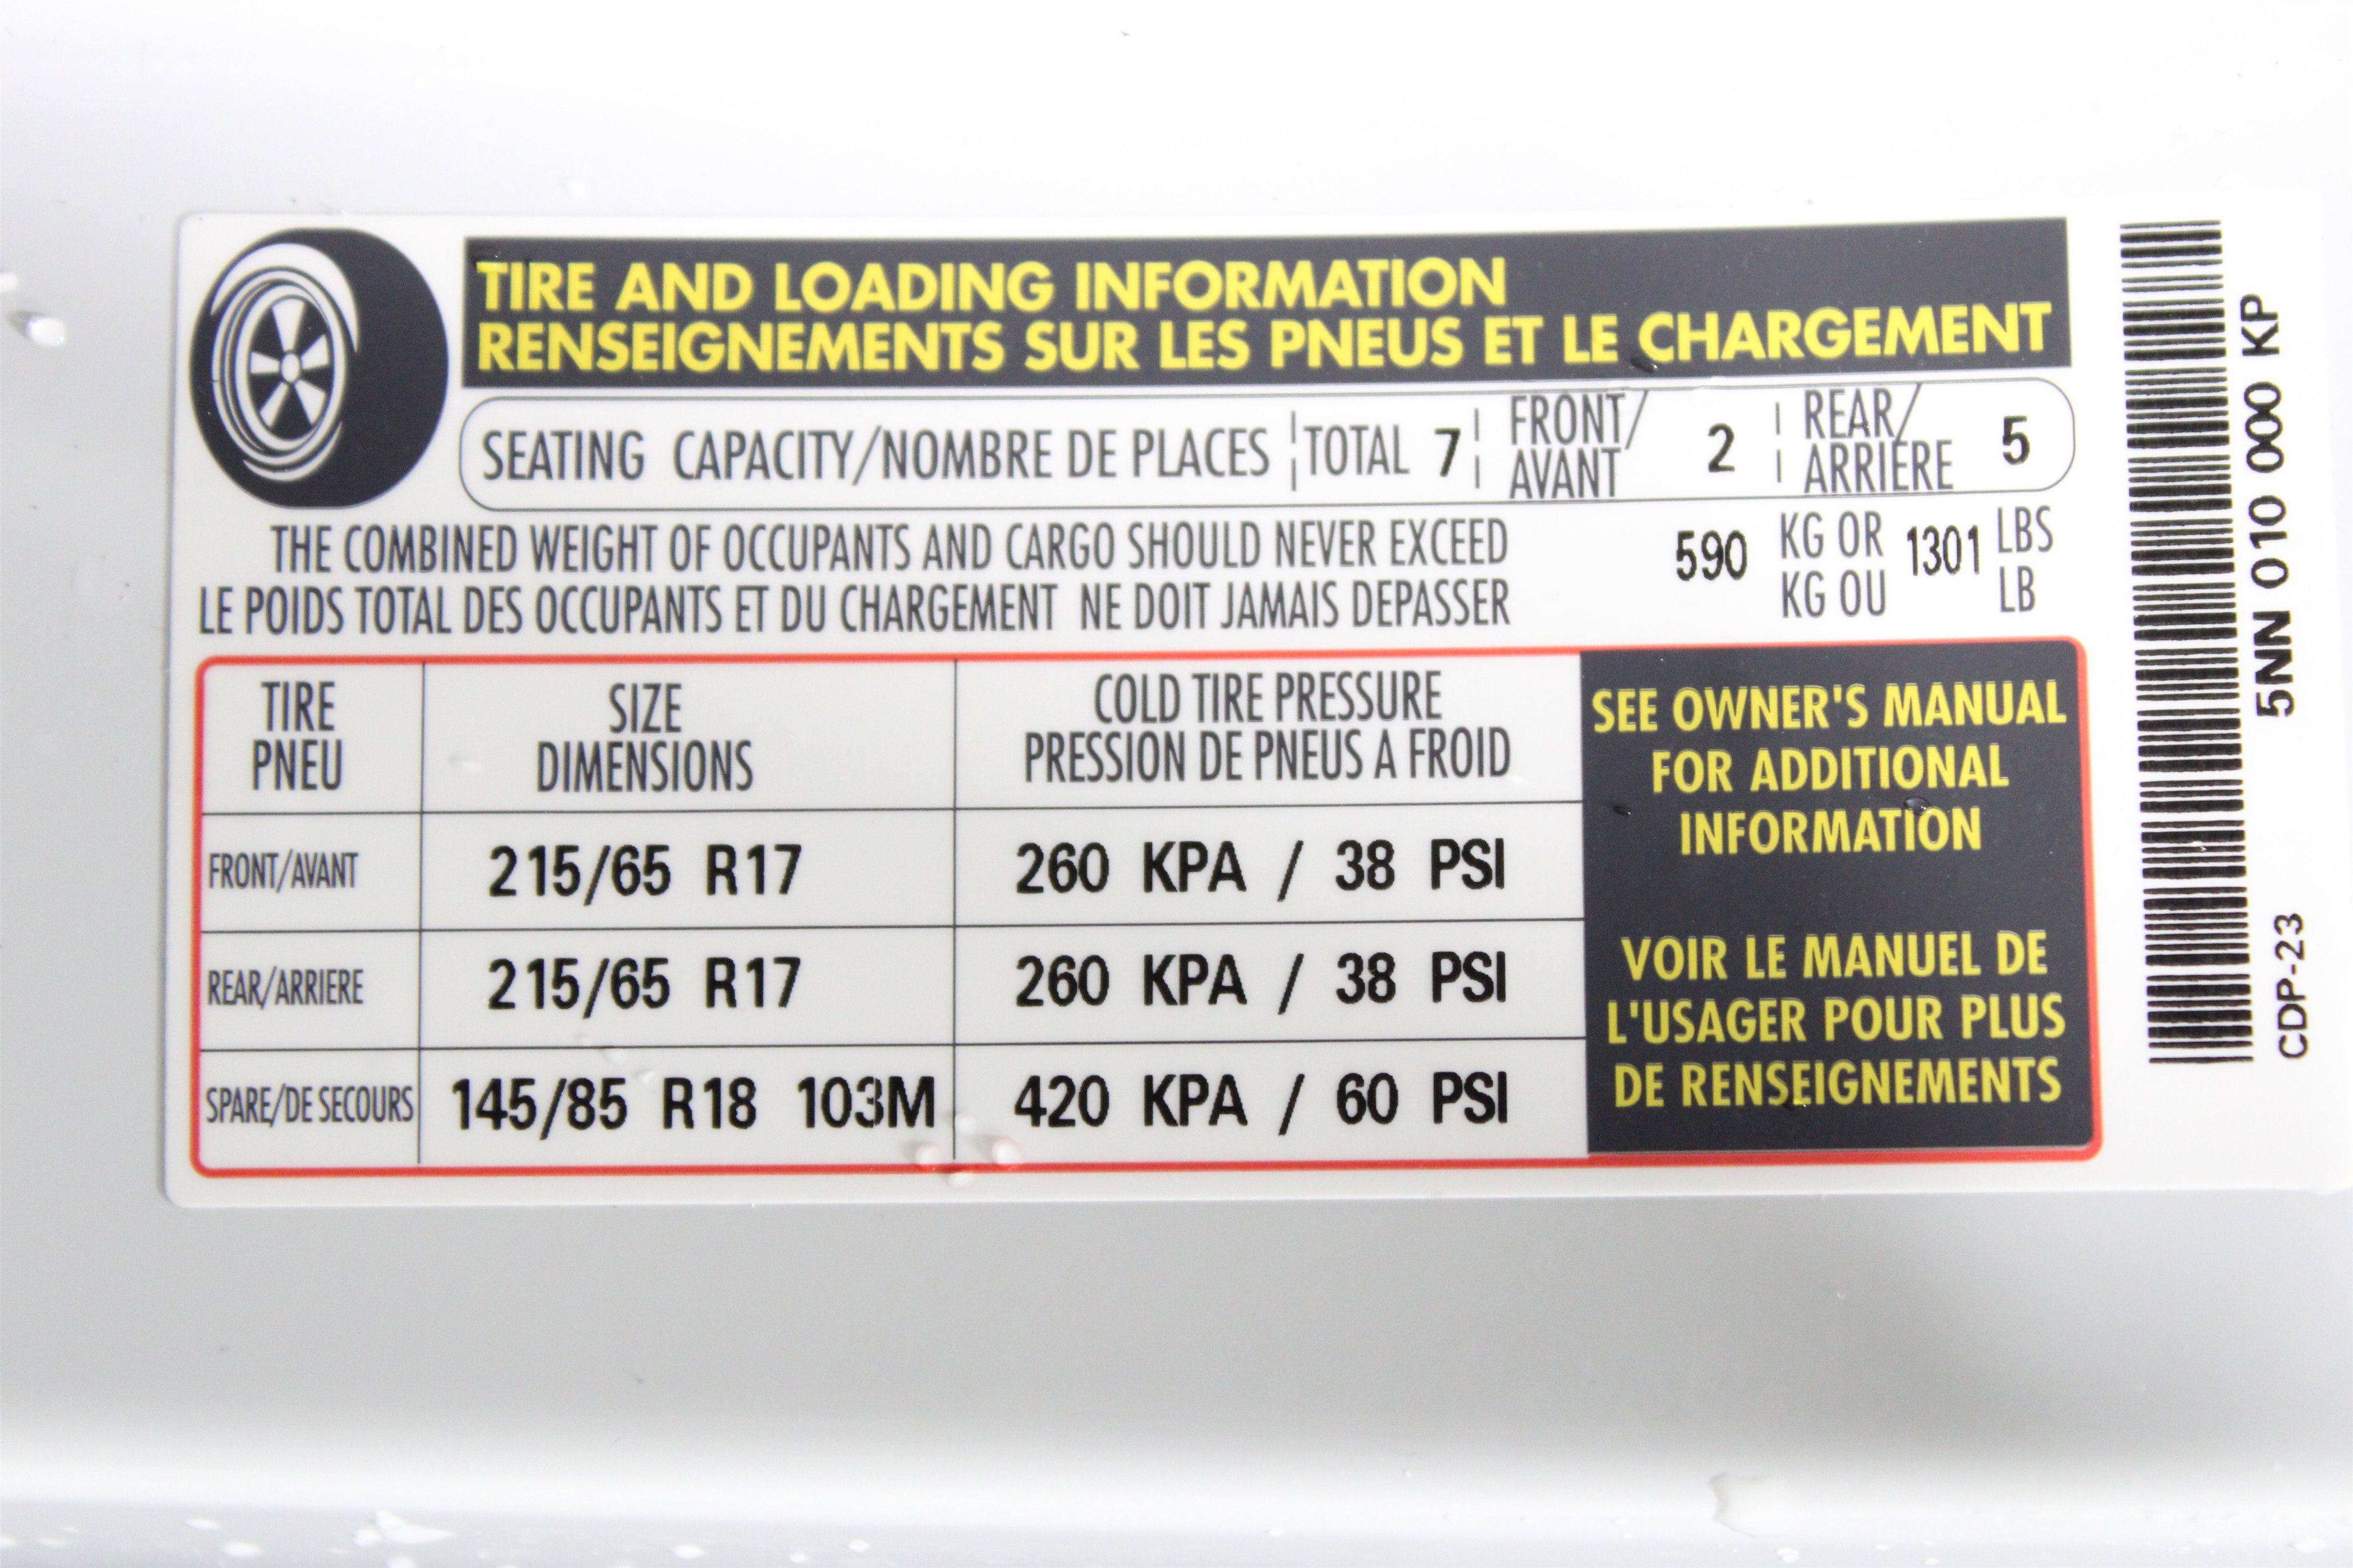 TIRE AND LOADING INFORMATION
RENSEIGNEMENTS SUR LES PNEUS ET LE CHARGEMENT
SEATING CAPACITY/NOMBRE DE PLACES TOTAL 7 FRONT/AVANT 2 REAR/ARRIERE 5
THE COMBINED WEIGHT OF OCCUPANTS AND CARGO SHOULD NEVER EXCEED 590 KG OR 1301 LBS
LE POIDS TOTAL DES OCCUPANTS ET DU CHARGEMENT NE DOIT JAMAIS DEPASSER KG OU LB
TIRE SIZE COLD TIRE PRESSURE
PNEU DIMENSIONS PRESSION DE PNEUS A FROID
FRONT/AVANT 215/65 R17 260 KPA / 38 PSI
REAR/ARRIERE 215/65 R17 260 KPA / 38 PSI
SPARE/DE SECOURS 145/85 R18 103M 420 KPA / 60 PSI
SEE OWNER'S MANUAL
FOR ADDITIONAL
INFORMATION
VOIR LE MANUEL DE
L'USAGER POUR PLUS
DE RENSEIGNEMENTS
5NN 010 000 KP
CDP-23